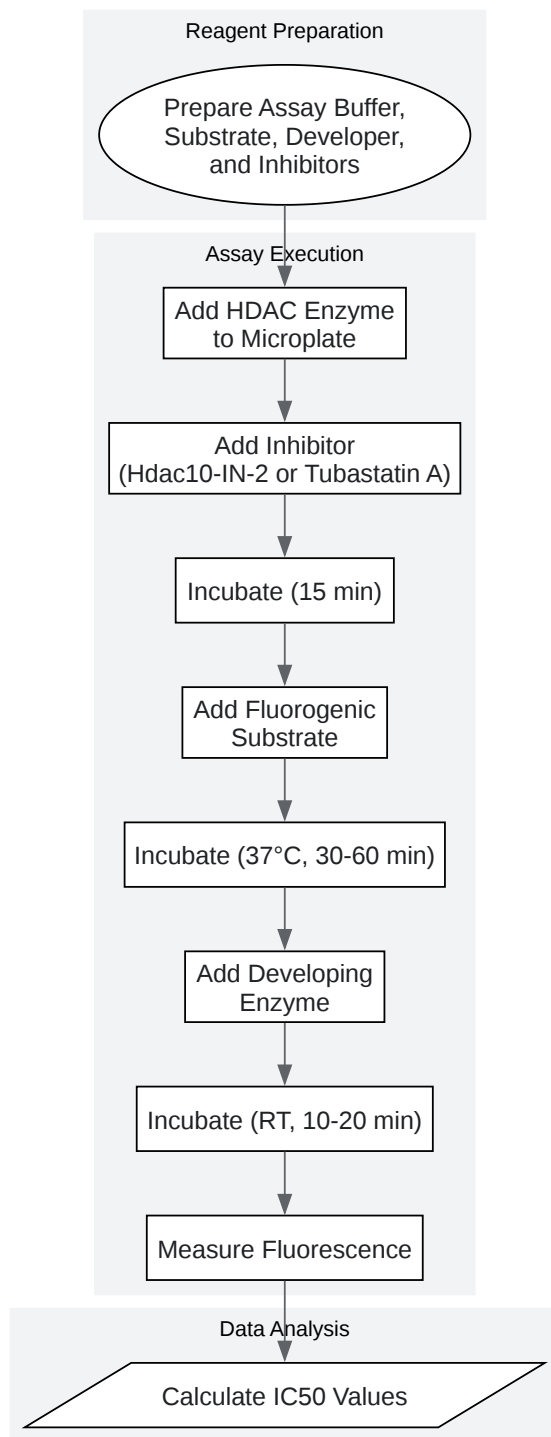 Reagent Preparation
Prepare Assay Buffer,
Substrate, Developer,
and Inhibitors
Assay Execution
Add HDAC Enzyme
to Microplate
Add Inhibitor
(Hdac10-IN-2 or Tubastatin A)
Incubate (15 min)
Add Fluorogenic
Substrate
Incubate (37°C, 30-60 min)
Add Developing
Enzyme
Incubate (RT, 10-20 min)
Measure Fluorescence
Data Analysis
Calculate IC50 Values